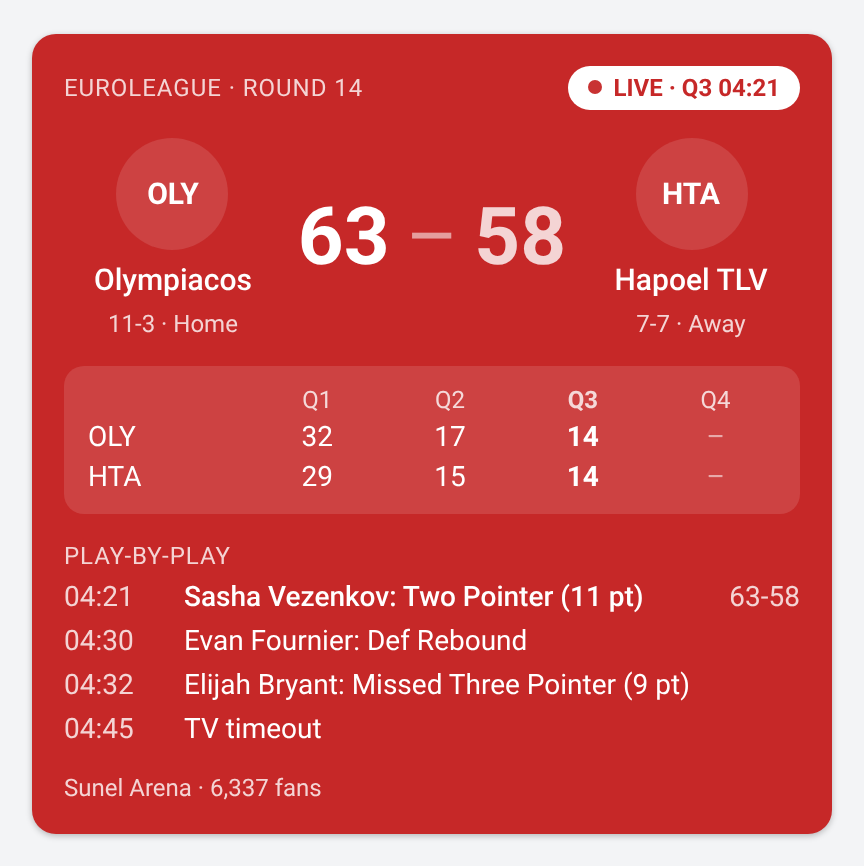 EUROLEAGUE · ROUND 14
LIVE · Q3 04:21
OLY
63 – 58
HTA
Olympiacos
Hapoel TLV
11-3 · Home
7-7 · Away
Q1 Q2 Q3 Q4
OLY 32 17 14 –
HTA 29 15 14 –
PLAY-BY-PLAY
04:21 Sasha Vezenkov: Two Pointer (11 pt) 63-58
04:30 Evan Fournier: Def Rebound
04:32 Elijah Bryant: Missed Three Pointer (9 pt)
04:45 TV timeout
Sunel Arena · 6,337 fans